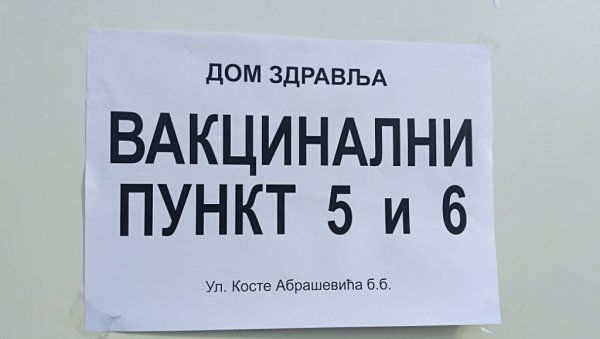 ДОМ ЗДРАВЉА
ВАКЦИНАЛНИ
ПУНКТ 5 и 6
Ул. Косте Абрашевића б.б.